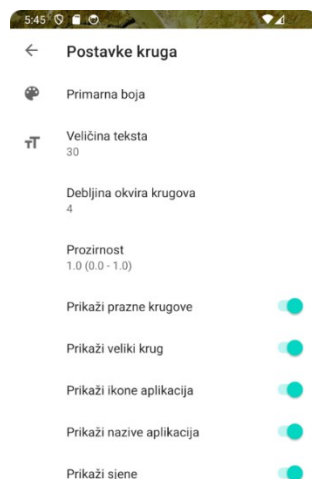 5:45
Postavke kruga
Primarna boja
Veličina teksta
30
Debljina okvira krugova
4
Prozirnost
1.0 (0.0 - 1.0)
Prikaži prazne krugove
Prikaži veliki krug
Prikaži ikone aplikacija
Prikaži nazive aplikacija
Prikaži sjene